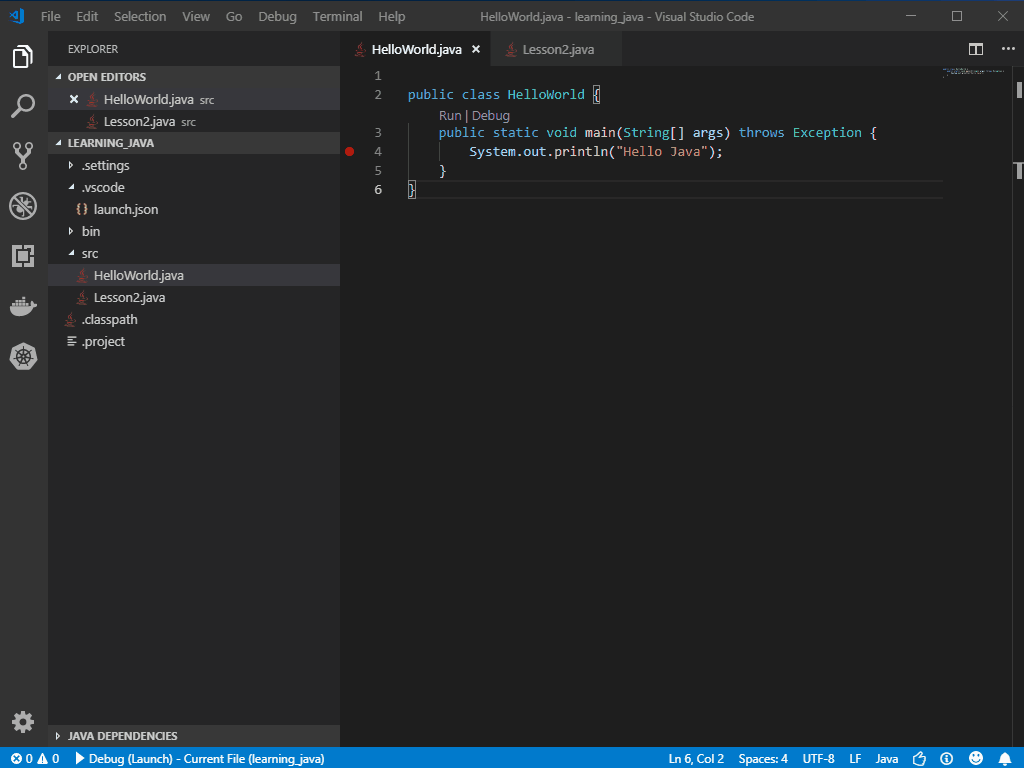 File Edit Selection View Go Debug Terminal Help HelloWorld.java - learning_java - Visual Studio Code
EXPLORER
OPEN EDITORS
HelloWorld.java src
Lesson2.java src
LEARNING_JAVA
.settings
.vscode
{} launch.json
bin
src
HelloWorld.java
Lesson2.java
.classpath
.project
JAVA DEPENDENCIES
HelloWorld.java Lesson2.java
1
2 public class HelloWorld {
Run | Debug
3 public static void main(String[] args) throws Exception {
4 System.out.println("Hello Java");
5 }
6 }
0 0 Debug (Launch) - Current File (learning_java) Ln 6, Col 2 Spaces: 4 UTF-8 LF Java